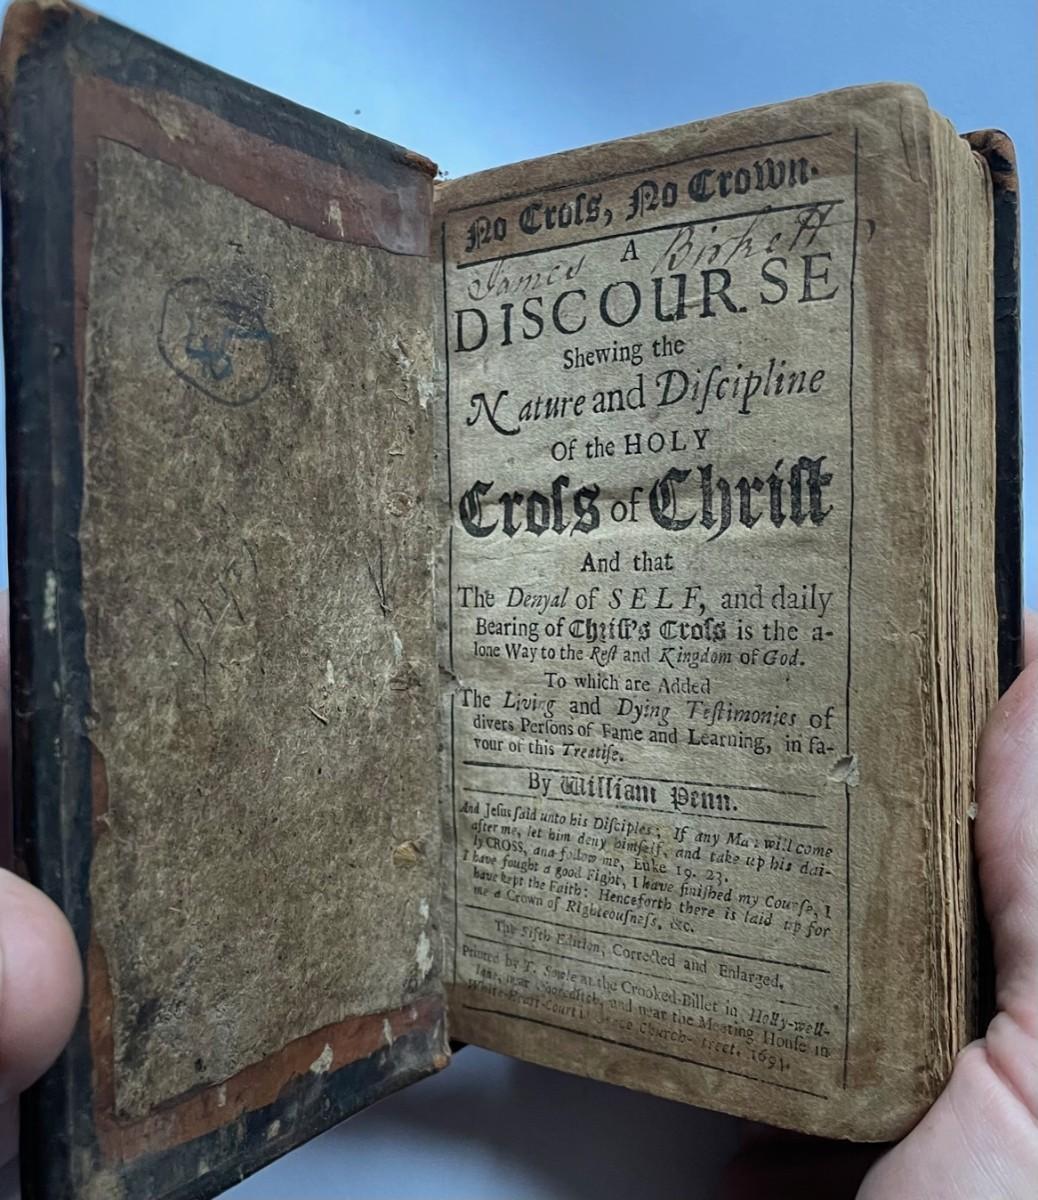 No Croſs, No Crown.
James Birkett
A
DISCOURSE
Shewing the
Nature and Diſcipline
Of the HOLY
Croſs of Chriſt
And that
The Denyal of SELF, and daily
Bearing of Chriſt's Croſs is the a-
lone Way to the Reſt and Kingdom of God.
To which are Added
The Living and Dying Teſtimonies of
divers Perſons of Fame and Learning, in fa-
vour of this Treatiſe.
By William Penn.
And Jeſus ſaid unto his Diſciples; If any Man will come
after me, let him deny himſelf, and take up his dai-
ly CROSS, and follow me, Luke 19. 23.
I have fought a good Fight, I have finiſhed my Courſe, I
have kept the Faith: Henceforth there is laid up for
me a Crown of Righteouſneſs, &c.
The Fifth Edition, Corrected and Enlarged.
Printed by T. Sowle at the Crooked-Billet in Holly-well-
lane, near Shoreditch, and near the Meeting Houſe in
White-Hart-Court in Grace Church-ſtreet,